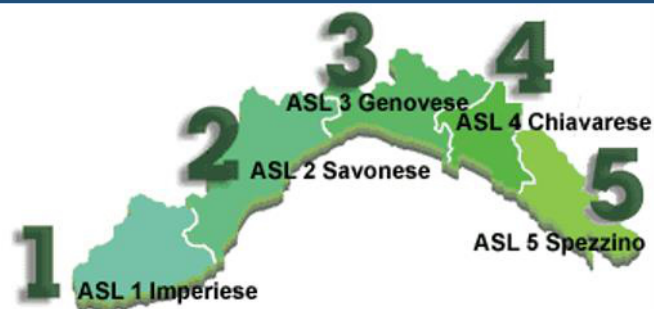 1
ASL 1 Imperiese
2
ASL 2 Savonese
3
ASL 3 Genovese
4
ASL 4 Chiavarese
5
ASL 5 Spezzino